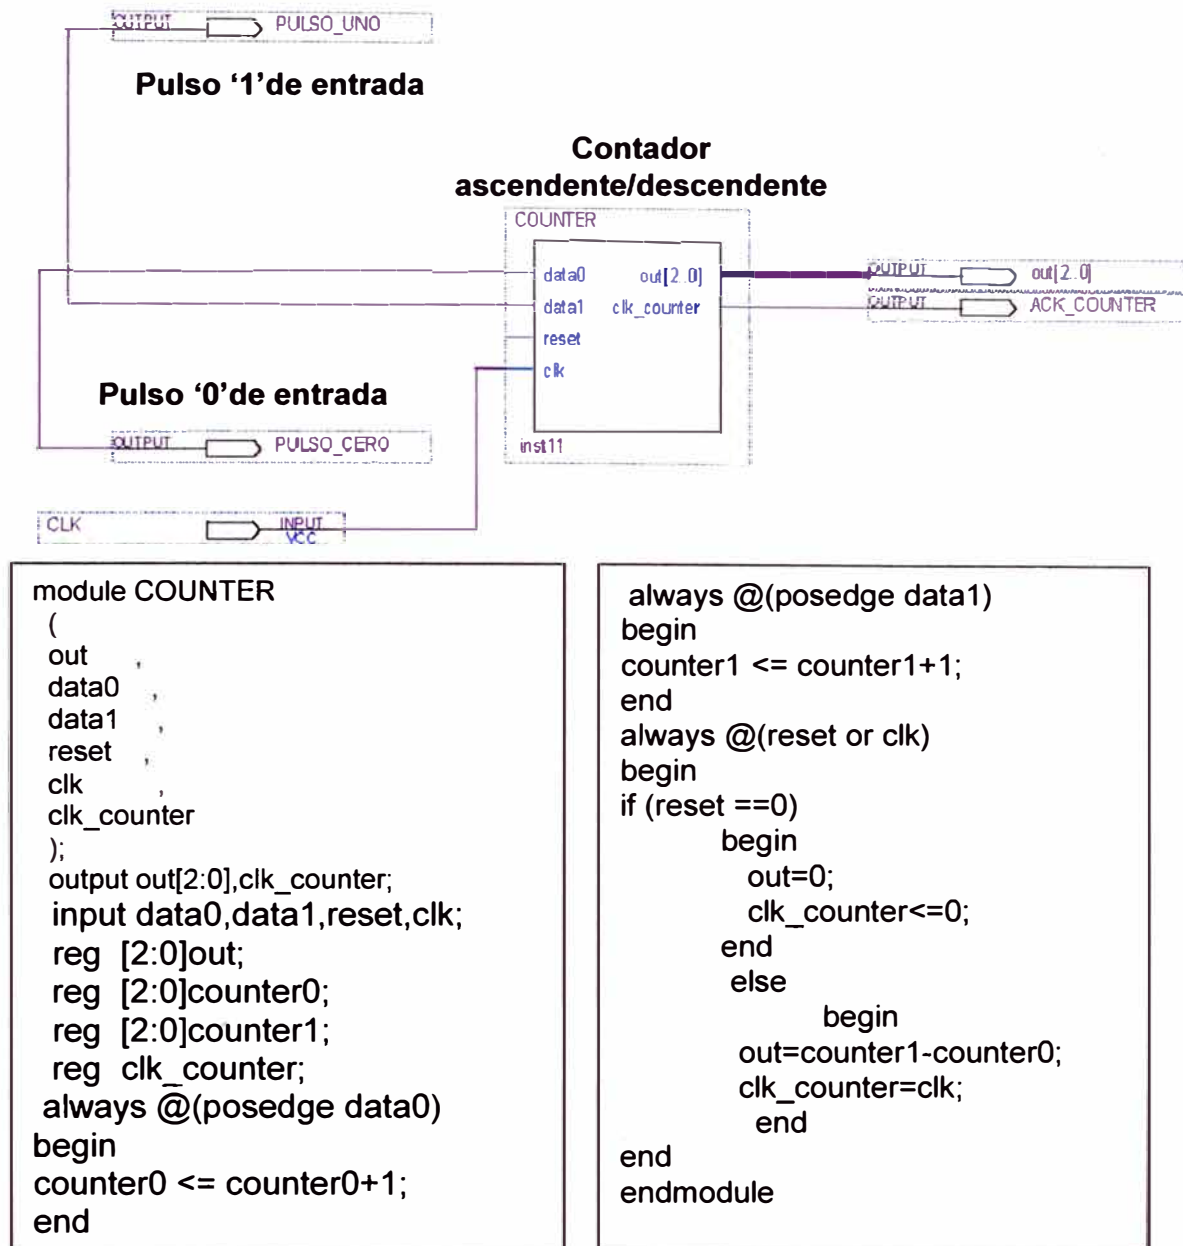 OUTPUT PULSO_UNO
Pulso ‘1’de entrada
Contador
ascendente/descendente
COUNTER
data0 out[2..0]
data1 clk_counter
reset
clk
inst11
OUTPUT out[2..0]
OUTPUT ACK_COUNTER
Pulso ‘0’de entrada
OUTPUT PULSO_CERO
CLK INPUT
VCC
module COUNTER
(
out ,
data0 ,
data1 ,
reset ,
clk ,
clk_counter
);
output out[2:0],clk_counter;
input data0,data1,reset,clk;
reg [2:0]out;
reg [2:0]counter0;
reg [2:0]counter1;
reg clk_counter;
always @(posedge data0)
begin
counter0 <= counter0+1;
end
always @(posedge data1)
begin
counter1 <= counter1+1;
end
always @(reset or clk)
begin
if (reset ==0)
begin
out=0;
clk_counter<=0;
end
else
begin
out=counter1-counter0;
clk_counter=clk;
end
end
endmodule